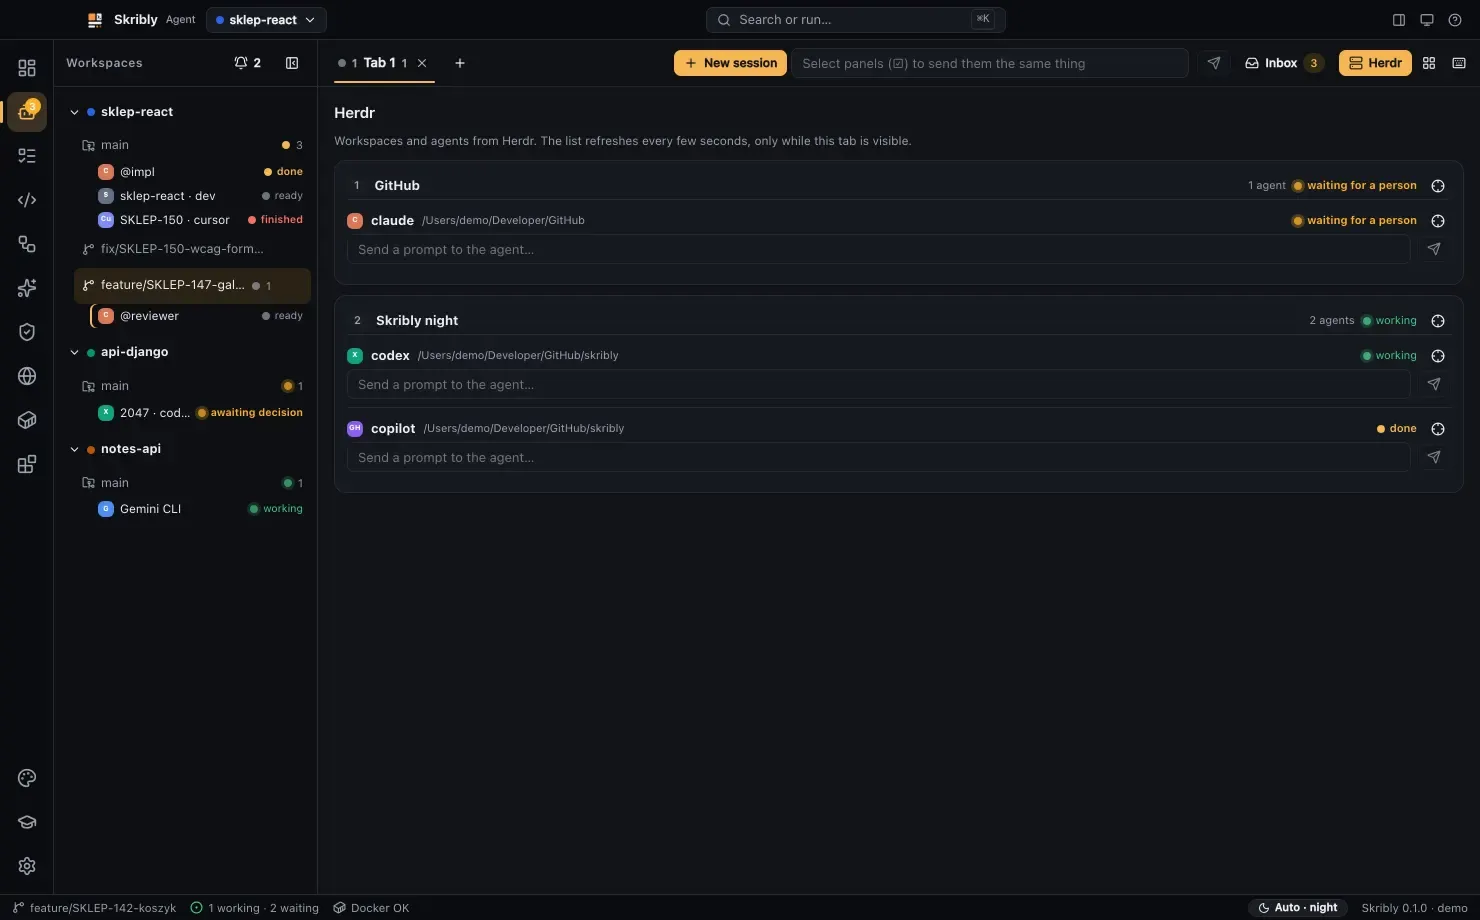 Skribly Agent sklep-react
Search or run... ⌘K
Workspaces 2
1 Tab 1 1
New session
Select panels (☑) to send them the same thing
Inbox 3
Herdr
3
sklep-react
main 3
C @impl done
S sklep-react · dev ready
Cu SKLEP-150 · cursor finished
fix/SKLEP-150-wcag-form...
feature/SKLEP-147-gal... 1
C @reviewer ready
api-django
main 1
X 2047 · cod... awaiting decision
notes-api
main 1
G Gemini CLI working
Herdr
Workspaces and agents from Herdr. The list refreshes every few seconds, only while this tab is visible.
1 GitHub 1 agent waiting for a person
C claude /Users/demo/Developer/GitHub waiting for a person
Send a prompt to the agent...
2 Skribly night 2 agents working
X codex /Users/demo/Developer/GitHub/skribly working
Send a prompt to the agent...
GH copilot /Users/demo/Developer/GitHub/skribly done
Send a prompt to the agent...
feature/SKLEP-142-koszyk 1 working · 2 waiting Docker OK
Auto · night Skribly 0.1.0 · demo